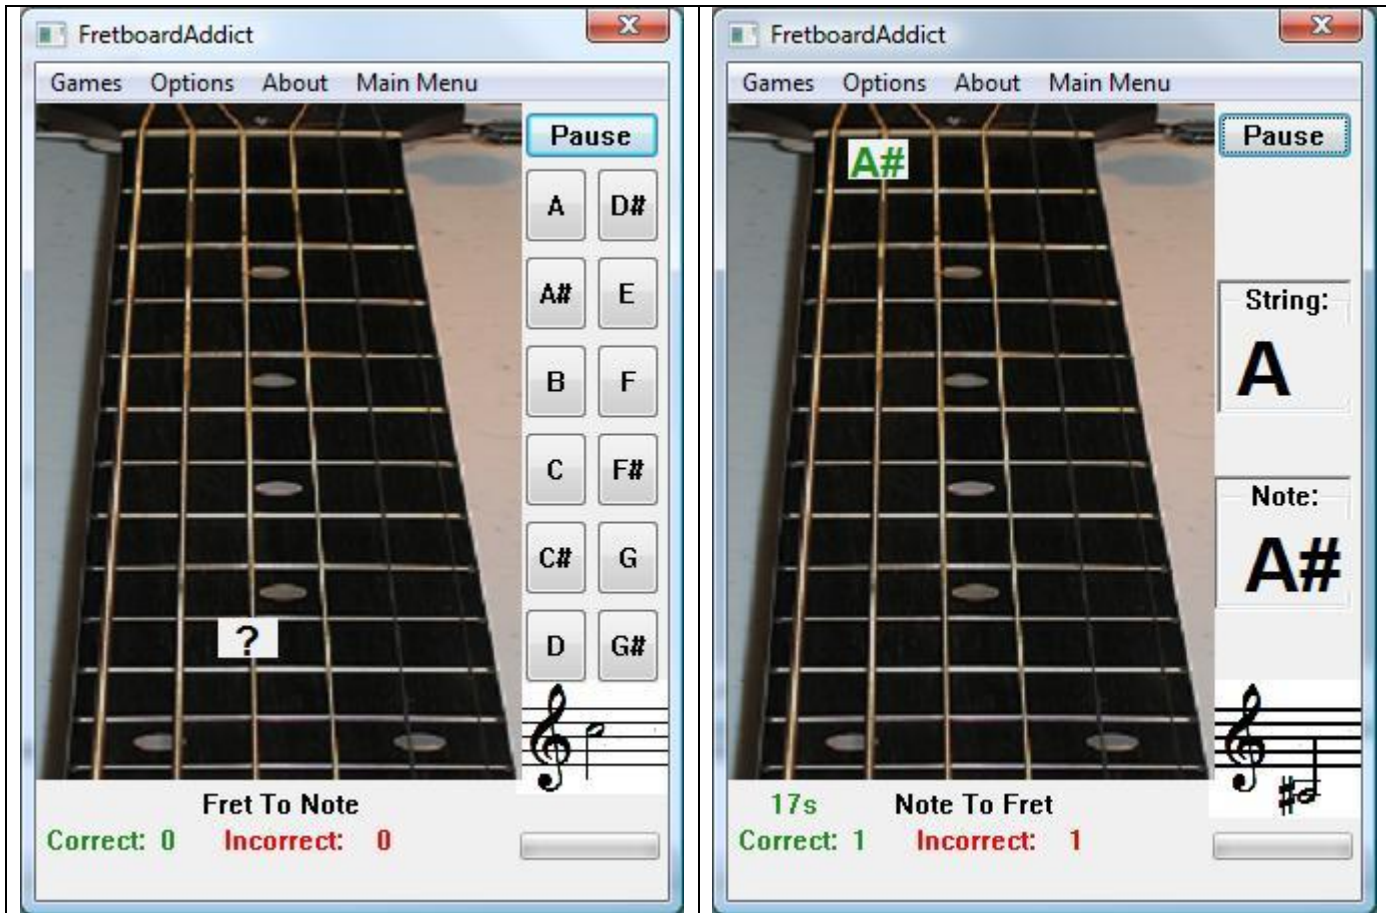 FretboardAddict
Games Options About Main Menu
Pause
A D#
A# E
B F
C F#
C# G
D G#
?
Fret To Note
Correct: 0 Incorrect: 0
FretboardAddict
Games Options About Main Menu
Pause
A#
String:
A
Note:
A#
17s Note To Fret
Correct: 1 Incorrect: 1